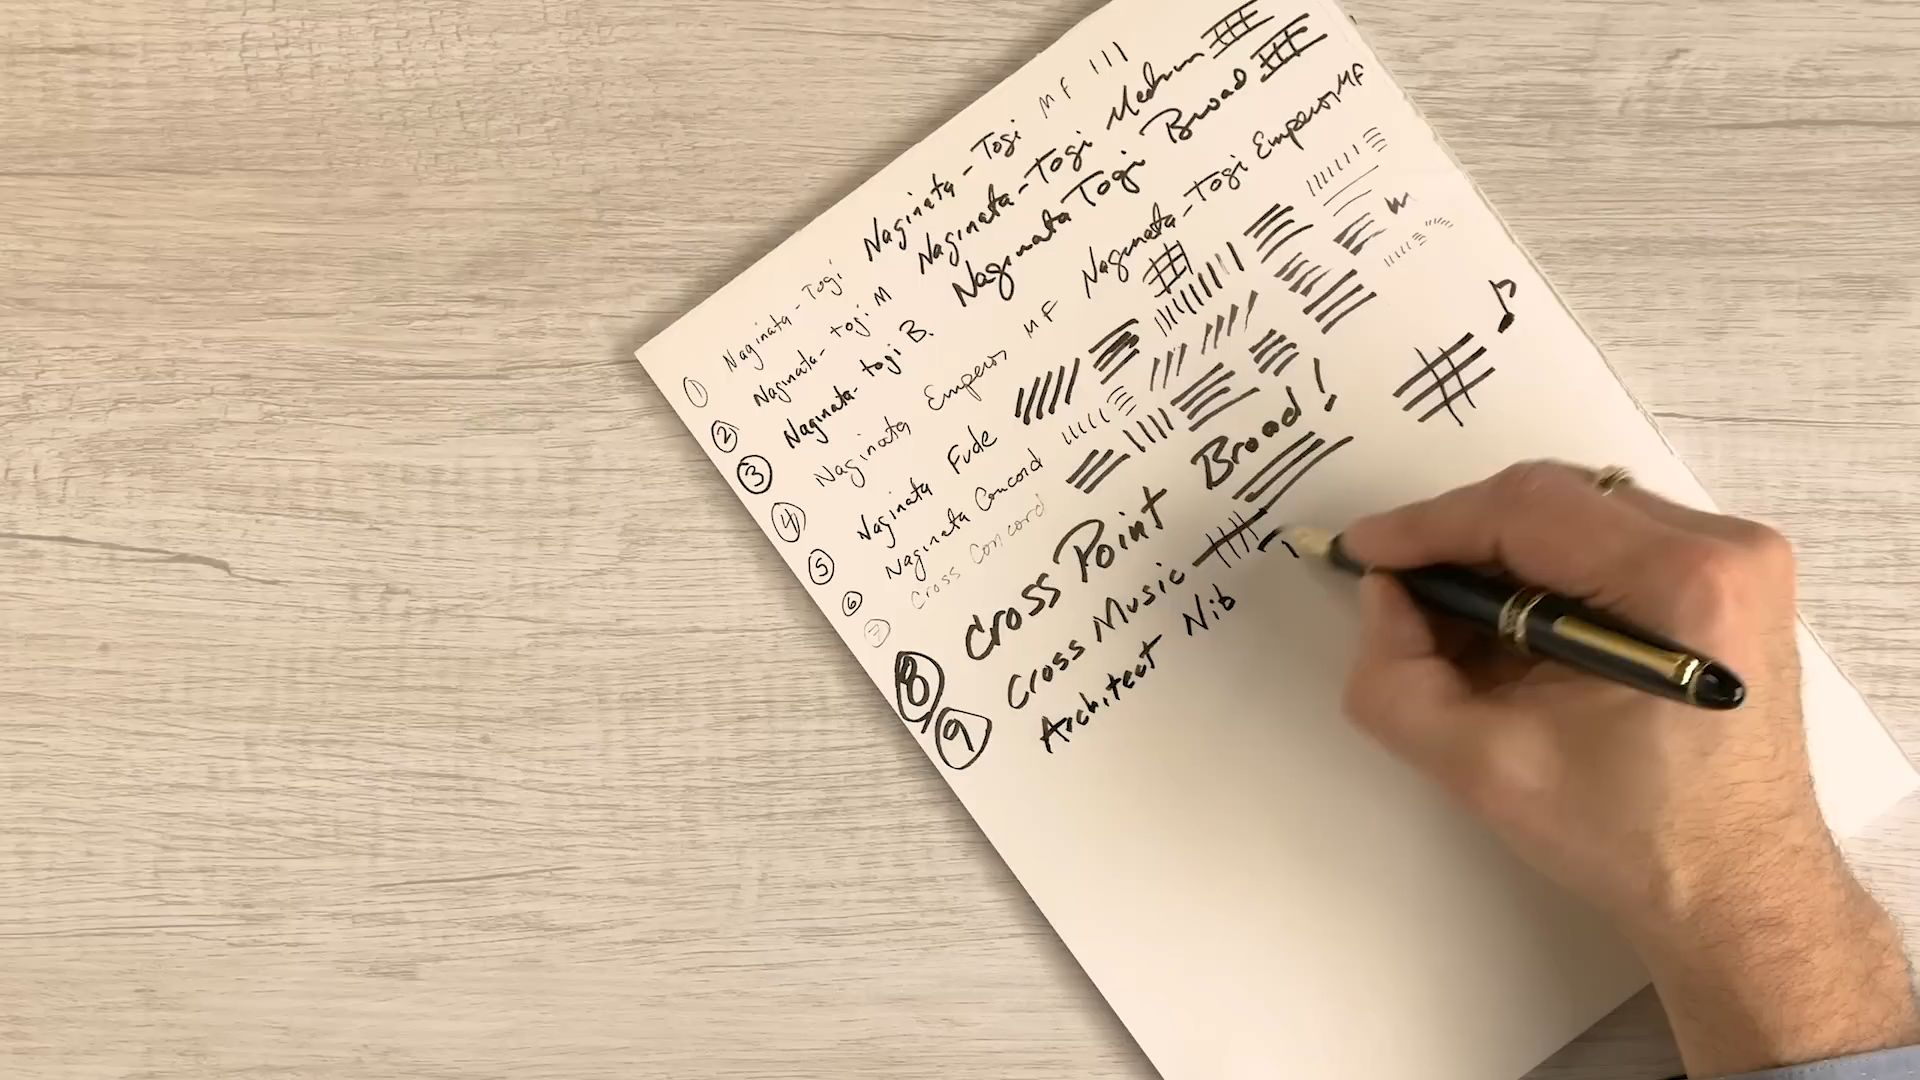 ① Naginata-Togi Naginata-Togi MF
② Naginata-togi M Naginata-Togi Medium
③ Naginata-togi B. Naginata Togi Broad
④ Naginata Emperor MF Naginata-Togi Emperor MF
⑤ Naginata Fude
⑥ Naginata Concord
⑦ Cross Concord
⑧ Cross Point Broad!
⑨ Cross Music
Architect Nib